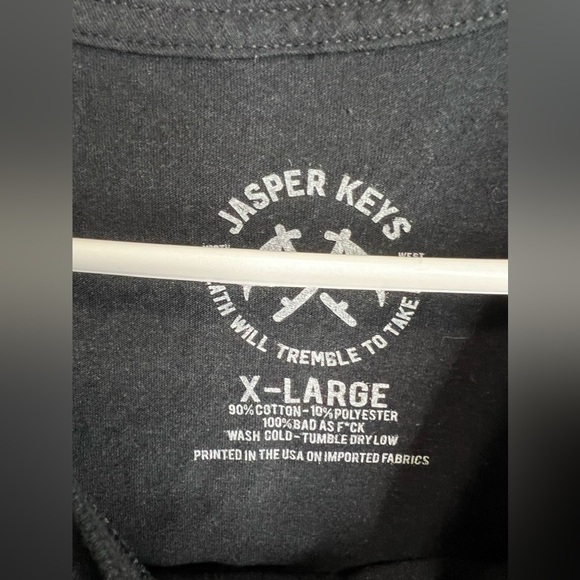 JASPER KEYS
WEST
WILL TREMBLE TO TAKE
X-LARGE
90% COTTON - 10% POLYESTER
100% BAD AS F*CK
WASH COLD - TUMBLE DRY LOW
PRINTED IN THE USA ON IMPORTED FABRICS